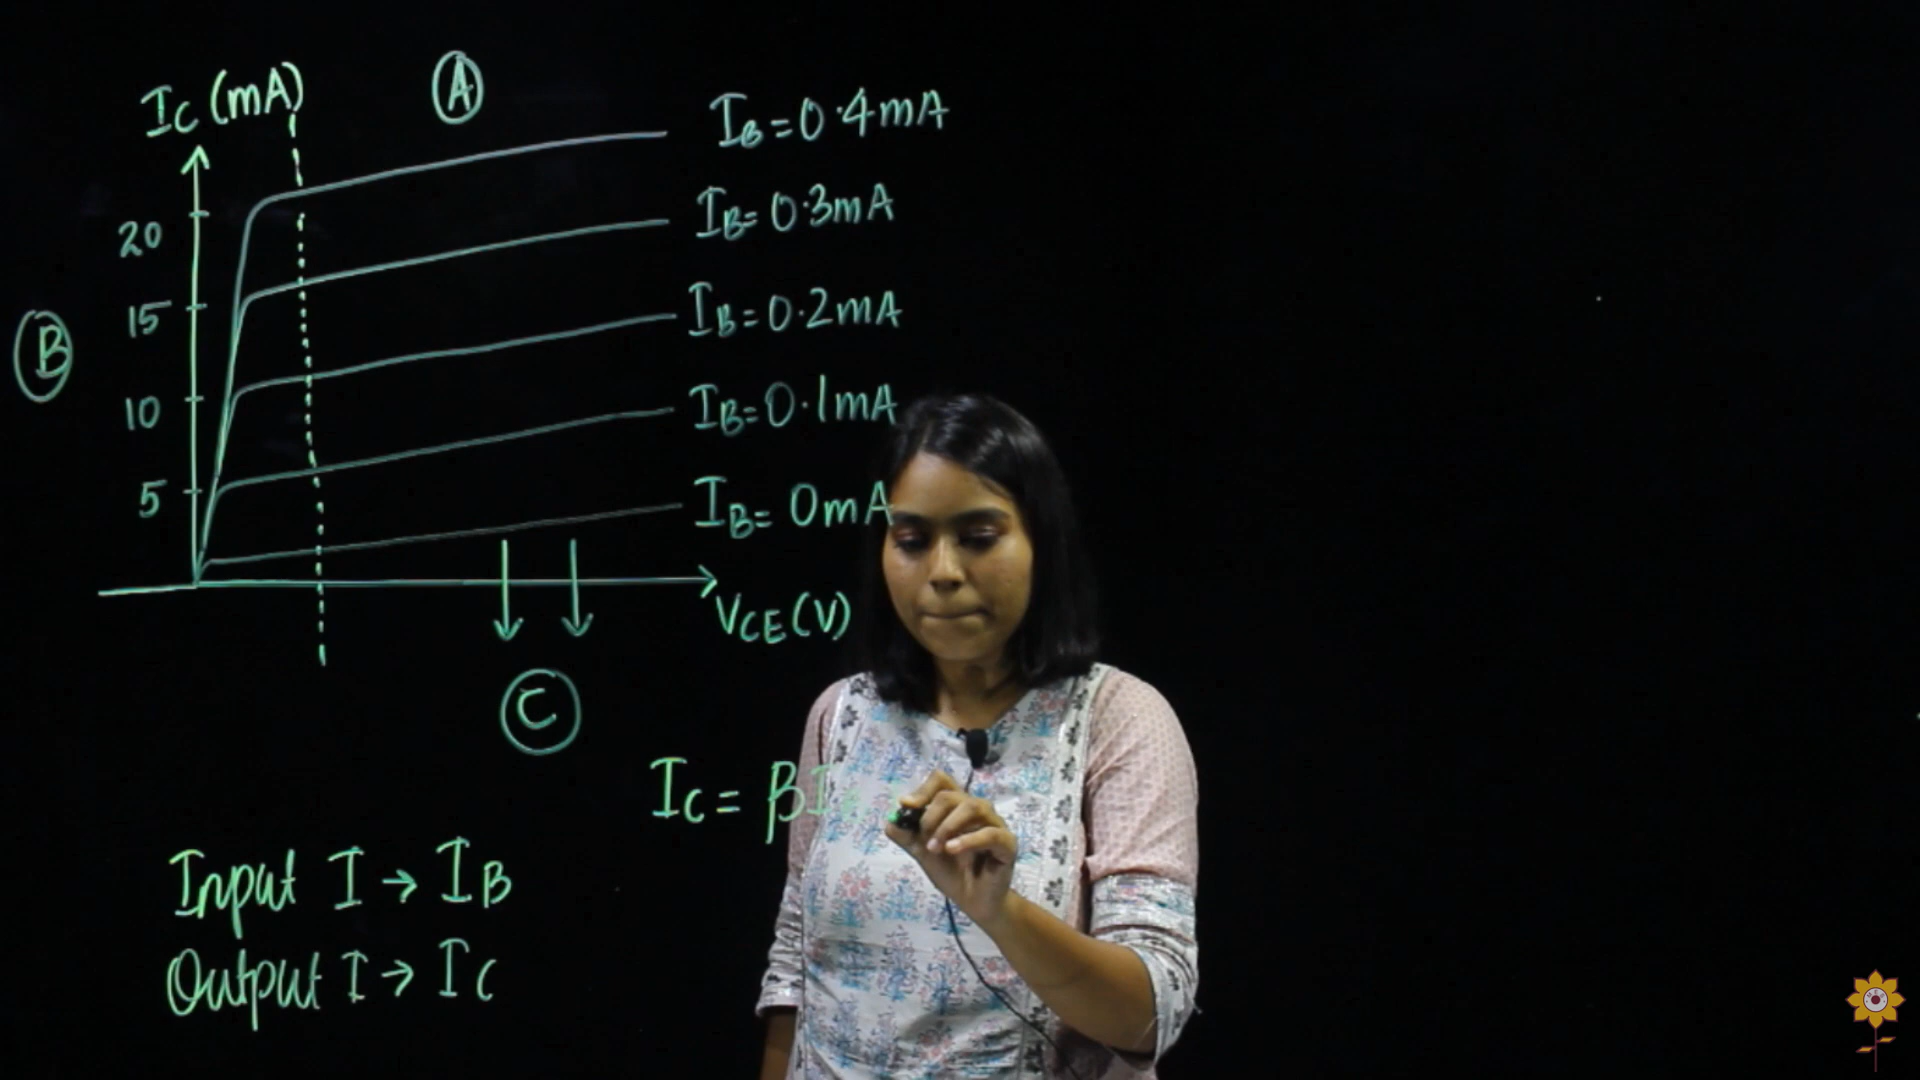 Ic (mA)
A
IB = 0.4mA
20
IB = 0.3mA
15
B
IB = 0.2mA
10
IB = 0.1mA
5
IB = 0mA
VCE (V)
C
Ic = βI
Input I → IB
Output I → Ic